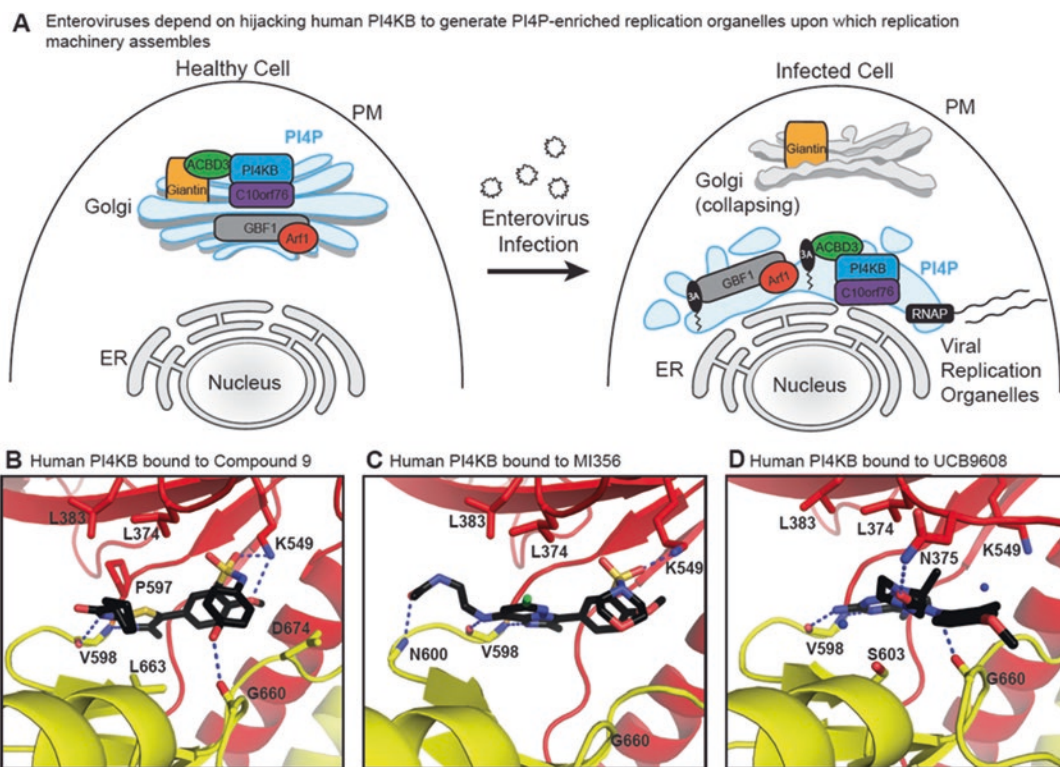 A Enteroviruses depend on hijacking human PI4KB to generate PI4P-enriched replication organelles upon which replication
machinery assembles
Healthy Cell
PM
PI4P
ACBD3
PI4KB
Giantin
C10orf76
Golgi
GBF1
Arf1
ER
Nucleus
Enterovirus
Infection
Infected Cell
PM
Giantin
Golgi
(collapsing)
3A
ACBD3
GBF1
Arf1
PI4KB
PI4P
3A
C10orf76
RNAP
ER
Nucleus
Viral
Replication
Organelles
B Human PI4KB bound to Compound 9
L383
L374
K549
P597
D674
V598
L663
G660
C Human PI4KB bound to MI356
L383
L374
K549
N600
V598
G660
D Human PI4KB bound to UCB9608
L383
L374
N375
K549
V598
S603
G660